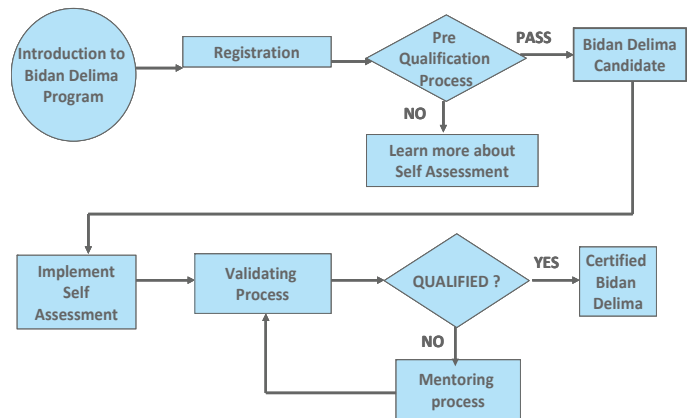 Introduction to
Bidan Delima
Program
Registration
Pre
Qualification
Process
PASS
Bidan Delima
Candidate
NO
Learn more about
Self Assessment
Implement
Self
Assessment
Validating
Process
QUALIFIED ?
YES
Certified
Bidan
Delima
NO
Mentoring
process